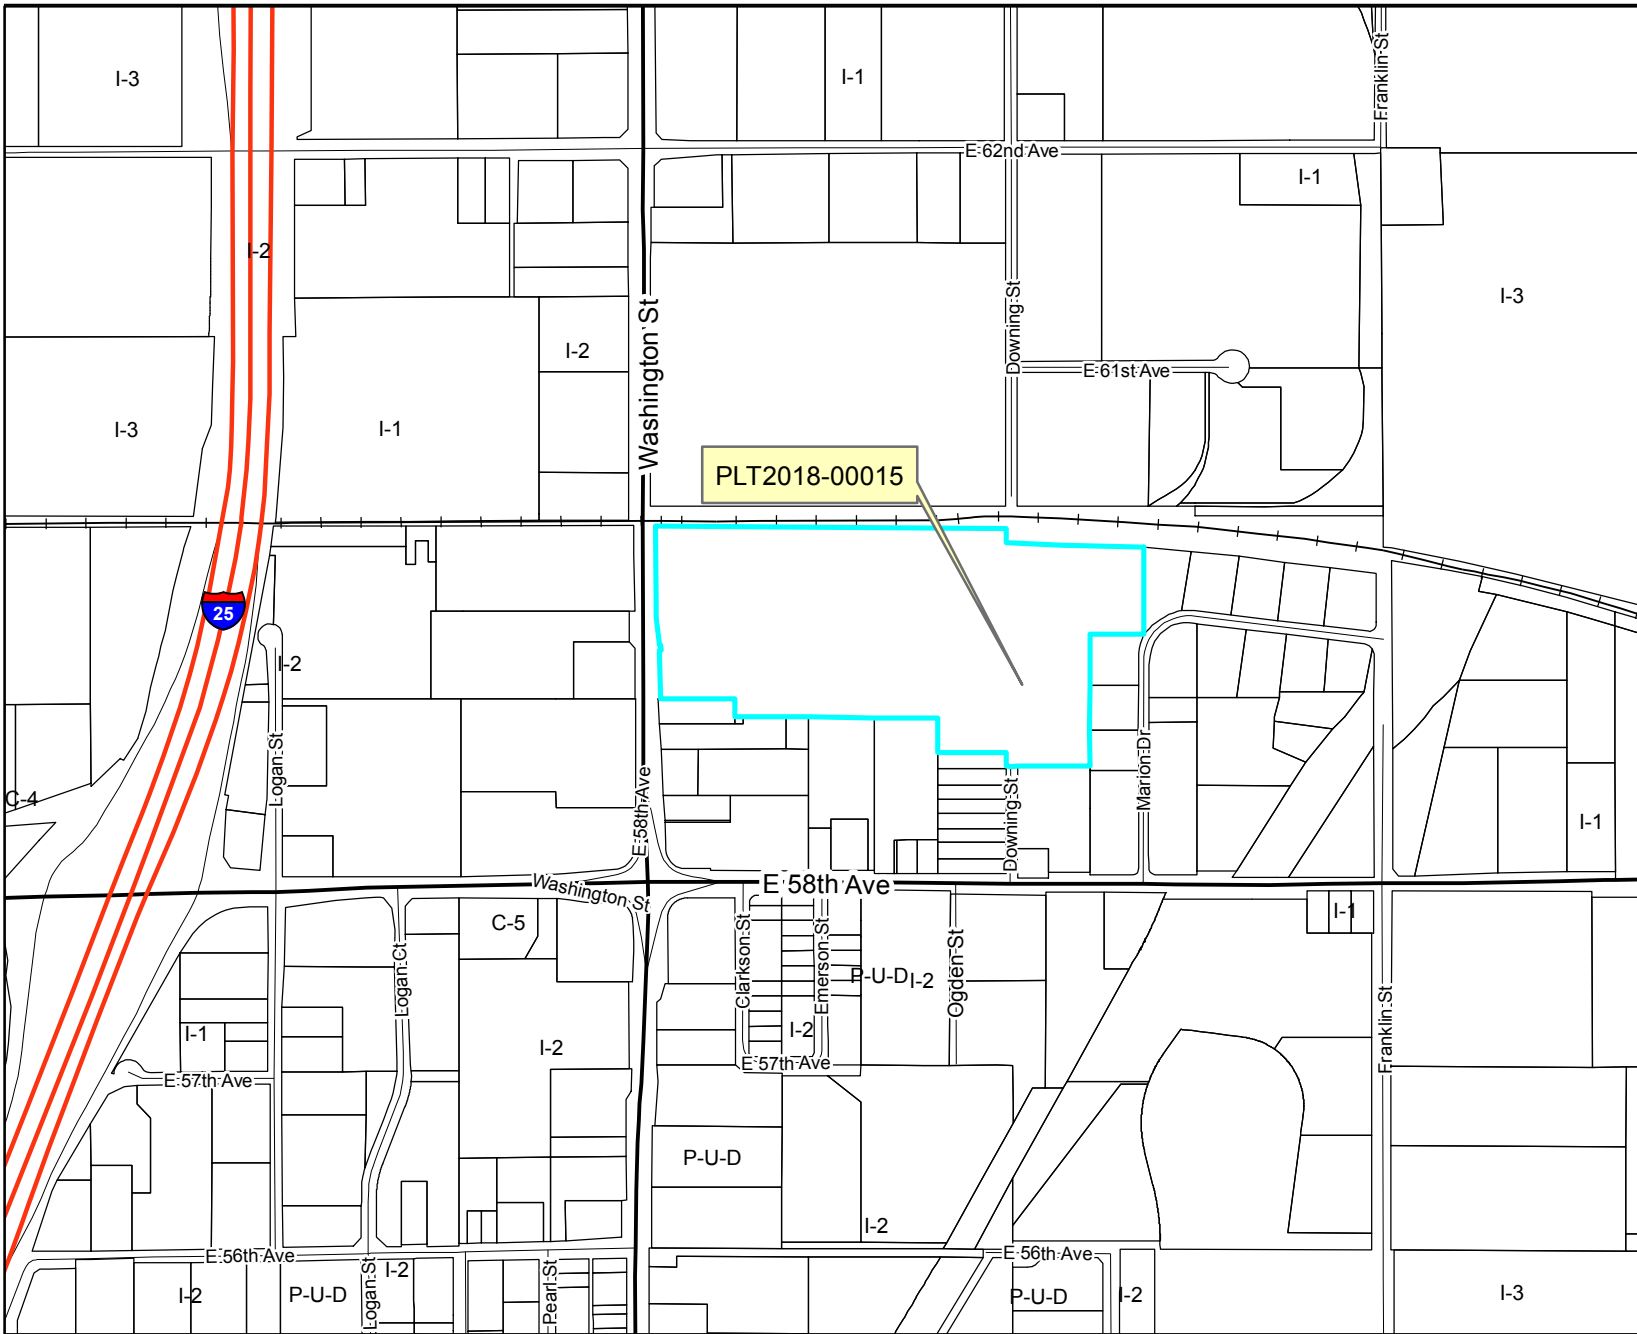 I-3
I-1
Franklin St
E 62nd Ave
I-1
I-2
I-3
Washington St
Downing St
I-2
E 61st Ave
I-3
I-1
PLT2018-00015
25
I-2
Logan St
E 58th Ave
Marion Dr
Downing St
C-4
I-1
Washington St
E 58th Ave
C-5
I-1
Logan Ct
Clarkson St
Emerson St
P-U-D
I-2
Ogden St
I-1
I-2
I-2
Franklin St
E 57th Ave
E 57th Ave
P-U-D
I-2
E 56th Ave
E 56th Ave
I-2
P-U-D
Logan St
I-2
Pearl St
P-U-D
I-2
I-3